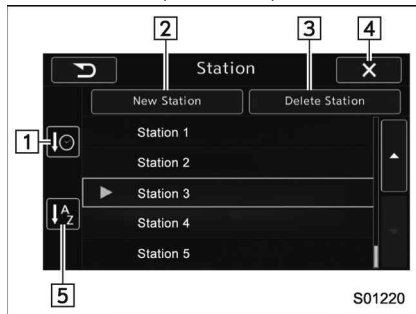 2
3
4
Station
New Station Delete Station
1
Station 1
Station 2
Station 3
A
Z
Station 4
Station 5
5
S01220